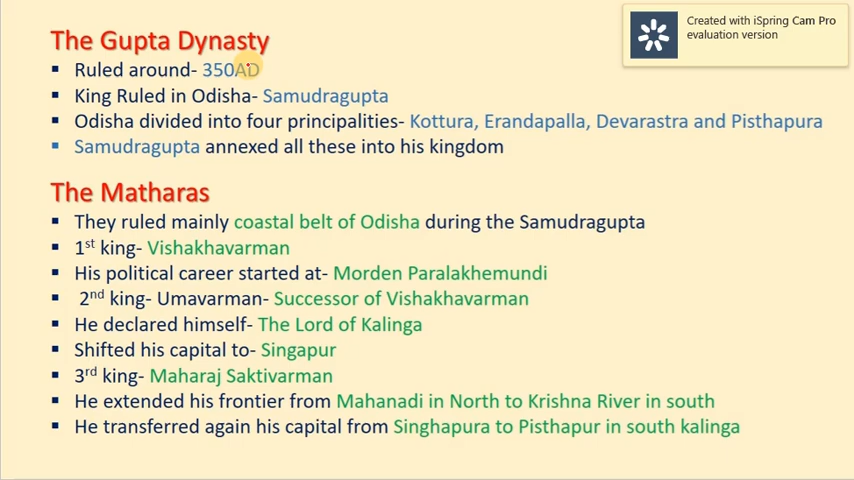 The Gupta Dynasty
▪ Ruled around- 350AD
▪ King Ruled in Odisha- Samudragupta
▪ Odisha divided into four principalities- Kottura, Erandapalla, Devarastra and Pisthapura
▪ Samudragupta annexed all these into his kingdom
The Matharas
▪ They ruled mainly coastal belt of Odisha during the Samudragupta
▪ 1st king- Vishakhavarman
▪ His political career started at- Morden Paralakhemundi
▪ 2nd king- Umavarman- Successor of Vishakhavarman
▪ He declared himself- The Lord of Kalinga
▪ Shifted his capital to- Singapur
▪ 3rd king- Maharaj Saktivarman
▪ He extended his frontier from Mahanadi in North to Krishna River in south
▪ He transferred again his capital from Singhapura to Pisthapur in south kalinga
Created with iSpring Cam Pro
evaluation version